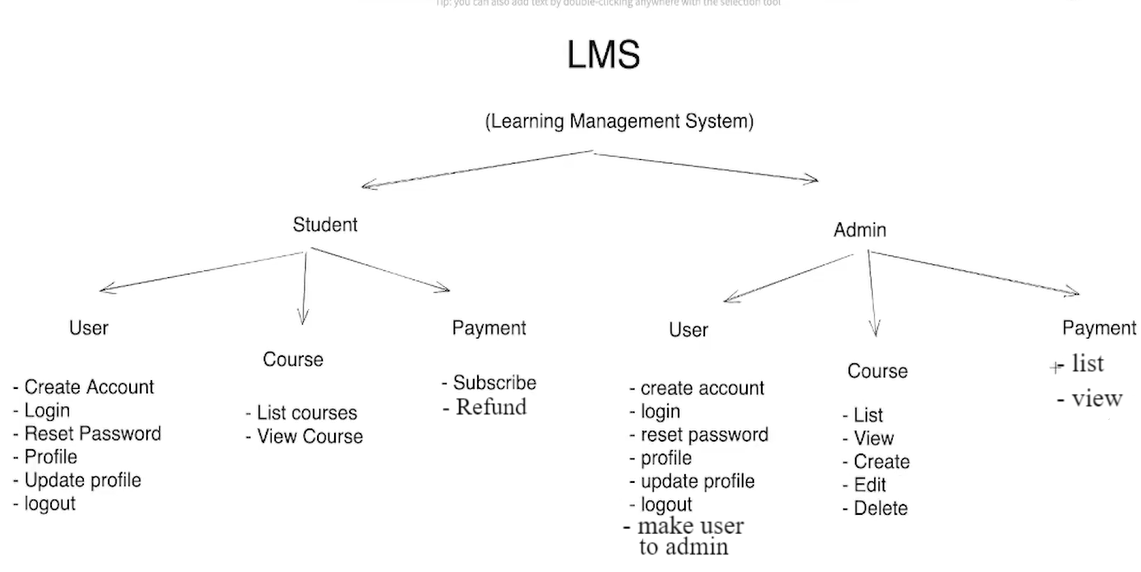 Tip: you can also add text by double-clicking anywhere with the selection tool
LMS
(Learning Management System)
Student
User
- Create Account
- Login
- Reset Password
- Profile
- Update profile
- logout
Course
- List courses
- View Course
Payment
- Subscribe
- Refund
Admin
User
- create account
- login
- reset password
- profile
- update profile
- logout
- make user
to admin
Course
- List
- View
- Create
- Edit
- Delete
Payment
- list
- view